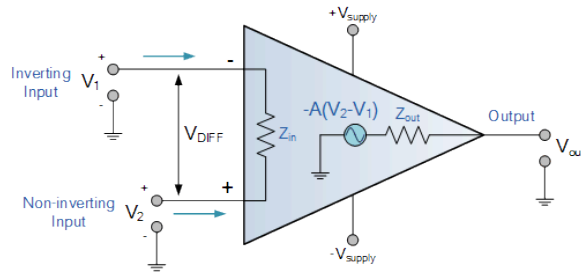 +Vsupply
Inverting
Input
+
V1
-
-
VDIFF
Zin
-A(V2-V1)
Zout
Output
Vou
Non-inverting
Input
+
V2
-
+
-Vsupply